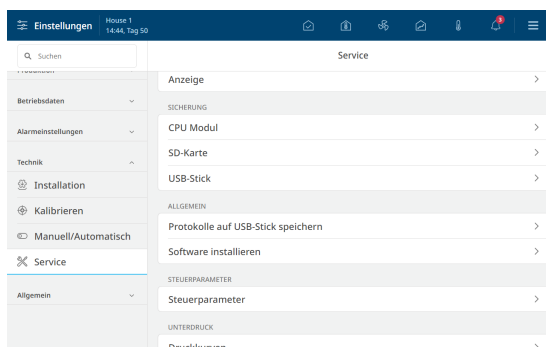 Einstellungen
House 1
14:44, Tag 50
3
Suchen
Service
Produktion
Anzeige
Betriebsdaten
SICHERUNG
CPU Modul
Alarmeinstellungen
SD-Karte
Technik
USB-Stick
Installation
ALLGEMEIN
Kalibrieren
Protokolle auf USB-Stick speichern
Manuell/Automatisch
Software installieren
Service
STEUERPARAMETER
Allgemein
Steuerparameter
UNTERDRUCK
Druckkurven